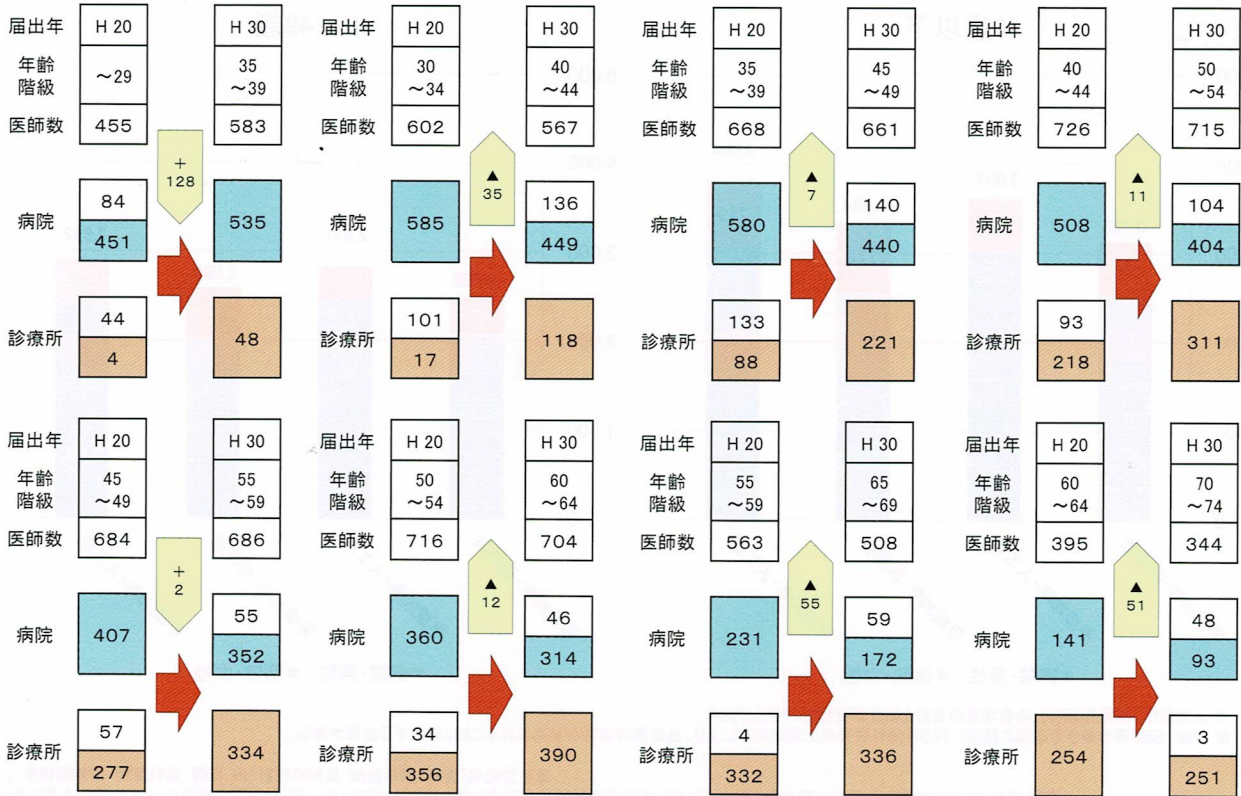 届出年 H 20 H 30
年齢階級 ～29 35～39
医師数 455 583
+128
病院 84 451 535
診療所 44 4 48
届出年 H 20 H 30
年齢階級 30～34 40～44
医師数 602 567
▲35
病院 585 136 449
診療所 101 17 118
届出年 H 20 H 30
年齢階級 35～39 45～49
医師数 668 661
▲7
病院 580 140 440
診療所 133 88 221
届出年 H 20 H 30
年齢階級 40～44 50～54
医師数 726 715
▲11
病院 508 104 404
診療所 93 218 311
届出年 H 20 H 30
年齢階級 45～49 55～59
医師数 684 686
+2
病院 407 55 352
診療所 57 277 334
届出年 H 20 H 30
年齢階級 50～54 60～64
医師数 716 704
▲12
病院 360 46 314
診療所 34 356 390
届出年 H 20 H 30
年齢階級 55～59 65～69
医師数 563 508
▲55
病院 231 59 172
診療所 4 332 336
届出年 H 20 H 30
年齢階級 60～64 70～74
医師数 395 344
▲51
病院 141 48 93
診療所 254 3 251